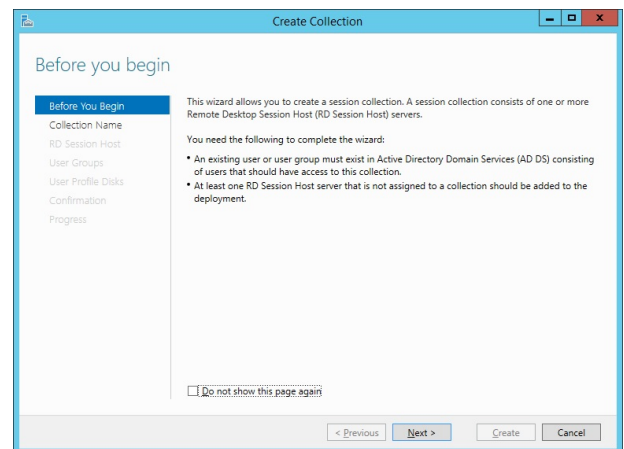 Create Collection
Before you begin
Before You Begin
Collection Name
RD Session Host
User Groups
User Profile Disks
Confirmation
Progress
This wizard allows you to create a session collection. A session collection consists of one or more
Remote Desktop Session Host (RD Session Host) servers.
You need the following to complete the wizard:
• An existing user or user group must exist in Active Directory Domain Services (AD DS) consisting
of users that should have access to this collection.
• At least one RD Session Host server that is not assigned to a collection should be added to the
deployment.
Do not show this page again
< Previous Next > Create Cancel